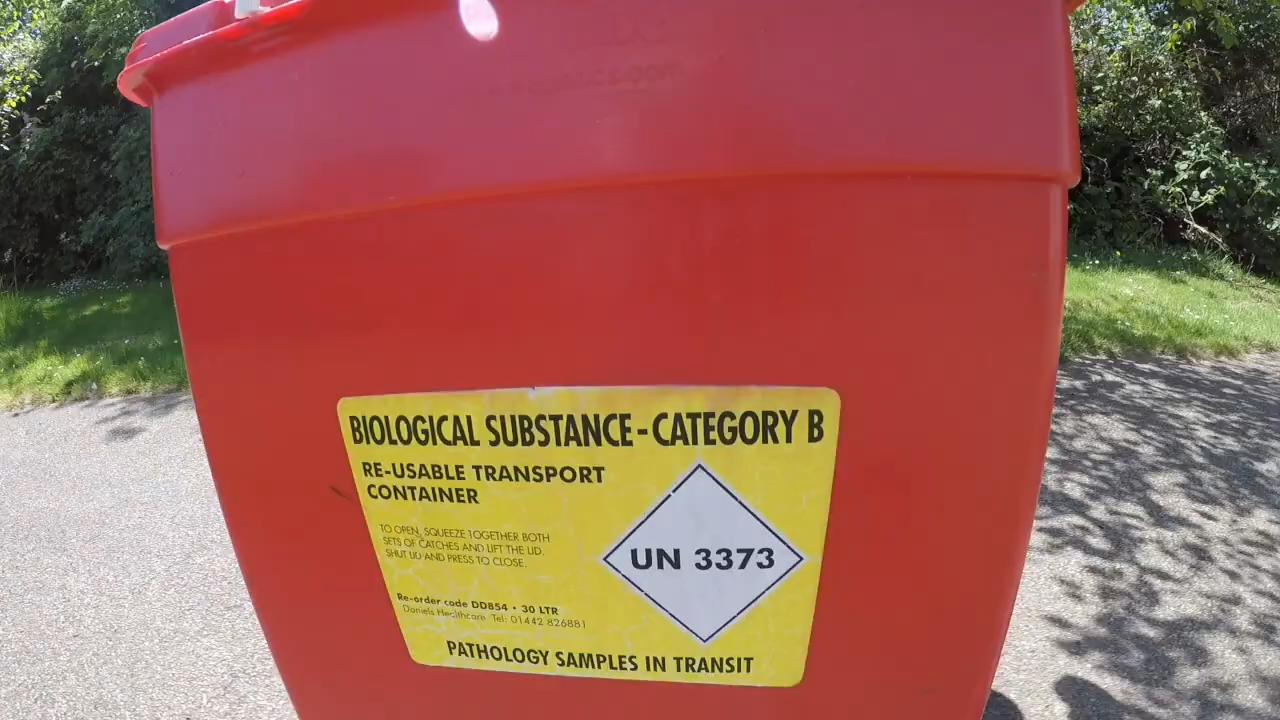 BIOLOGICAL SUBSTANCE - CATEGORY B
RE-USABLE TRANSPORT
CONTAINER
TO OPEN, SQUEEZE TOGETHER BOTH
SETS OF CATCHES AND LIFT THE LID.
SHUT LID AND PRESS TO CLOSE.
UN 3373
Re-order code DD854 • 30 LTR
Daniels Healthcare Tel: 01442 826881
PATHOLOGY SAMPLES IN TRANSIT